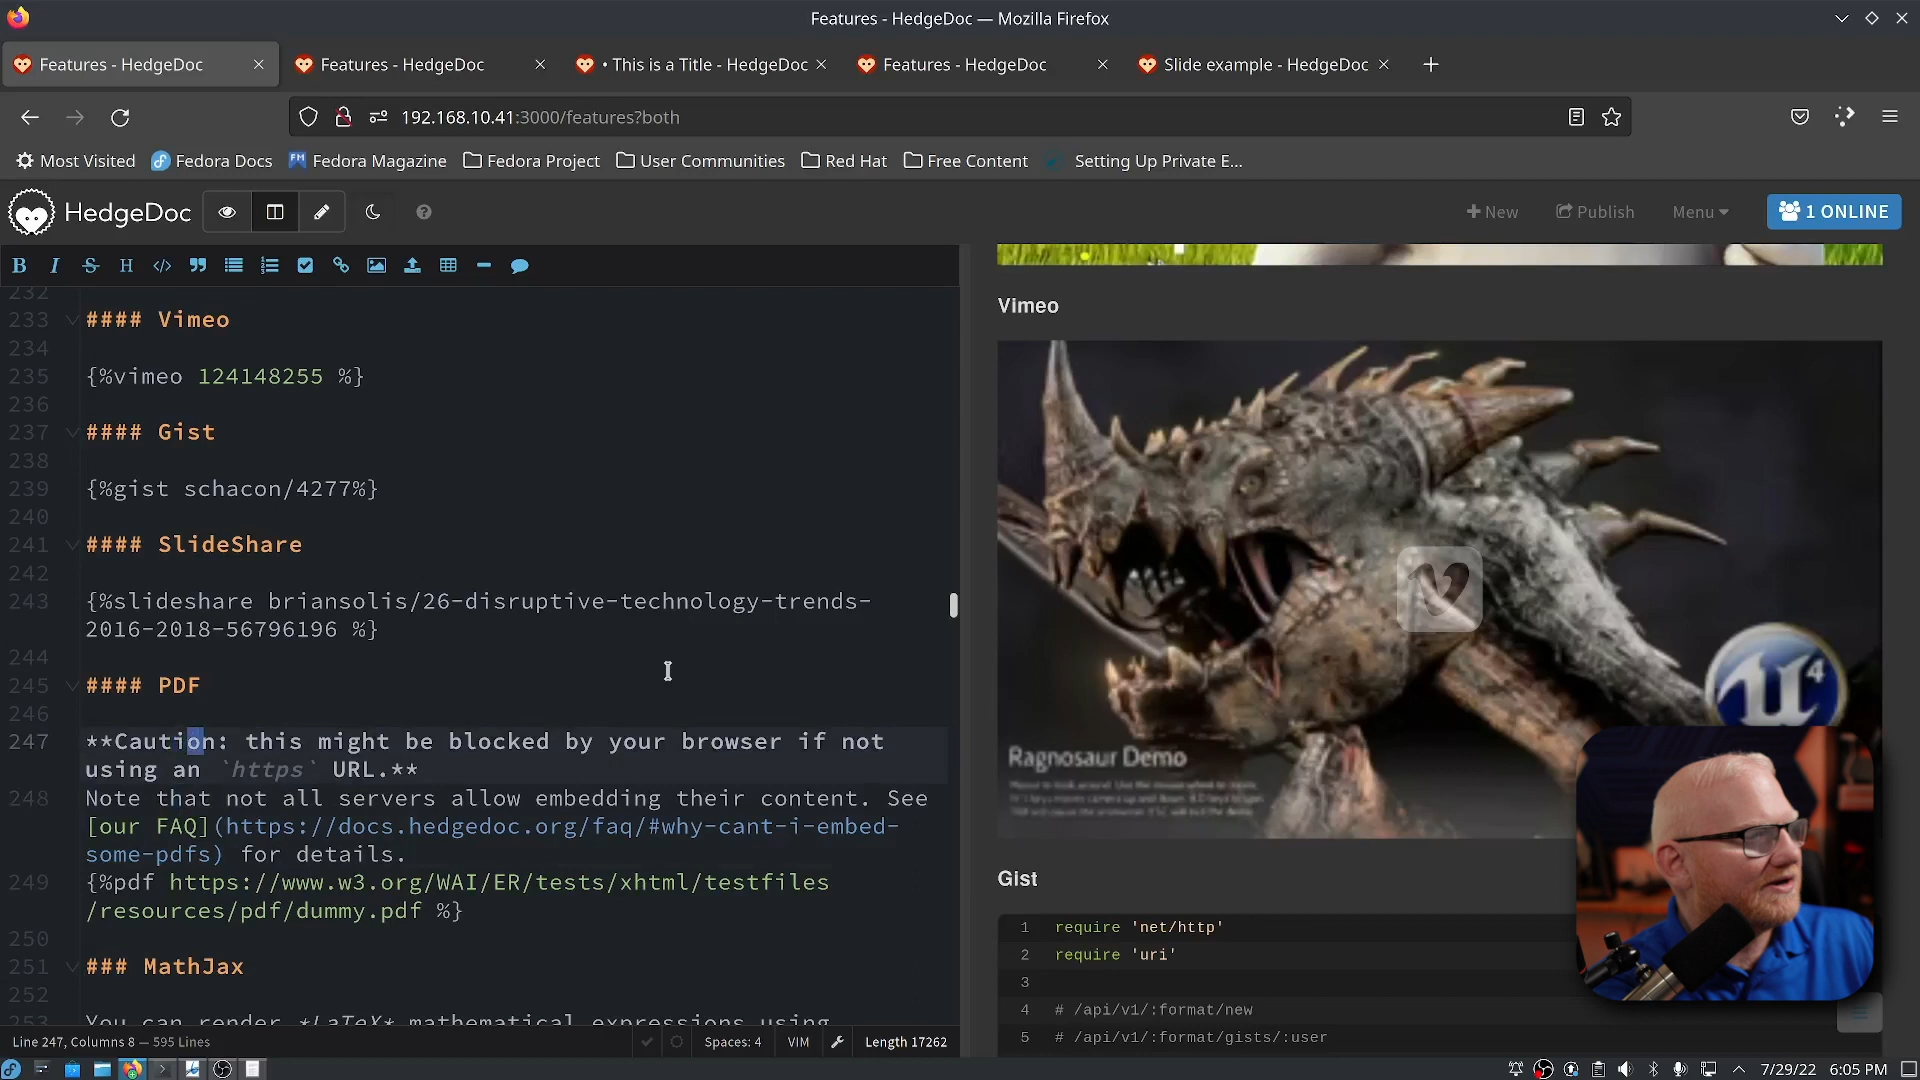 Features - HedgeDoc — Mozilla Firefox
Features - HedgeDoc
Features - HedgeDoc
• This is a Title - HedgeDoc
Features - HedgeDoc
Slide example - HedgeDoc
192.168.10.41:3000/features?both
Most Visited
Fedora Docs
Fedora Magazine
Fedora Project
User Communities
Red Hat
Free Content
Setting Up Private E...
HedgeDoc
New
Publish
Menu
1 ONLINE
232
233 #### Vimeo
234
235 {%vimeo 124148255 %}
236
237 #### Gist
238
239 {%gist schacon/4277%}
240
241 #### SlideShare
242
243 {%slideshare briansolis/26-disruptive-technology-trends-
2016-2018-56796196 %}
244
245 #### PDF
246
247 **Caution: this might be blocked by your browser if not
using an `https` URL.**
248 Note that not all servers allow embedding their content. See
[our FAQ](https://docs.hedgedoc.org/faq/#why-cant-i-embed-
some-pdfs) for details.
249 {%pdf https://www.w3.org/WAI/ER/tests/xhtml/testfiles
/resources/pdf/dummy.pdf %}
250
251 ### MathJax
252
253 You can render *LaTeX* mathematical expressions using
Line 247, Columns 8 — 595 Lines
Spaces: 4
VIM
Length 17262
Vimeo
Ragnosaur Demo
4
Gist
1 require 'net/http'
2 require 'uri'
3
4 # /api/v1/:format/new
5 # /api/v1/:format/gists/:user
7/29/22
6:05 PM